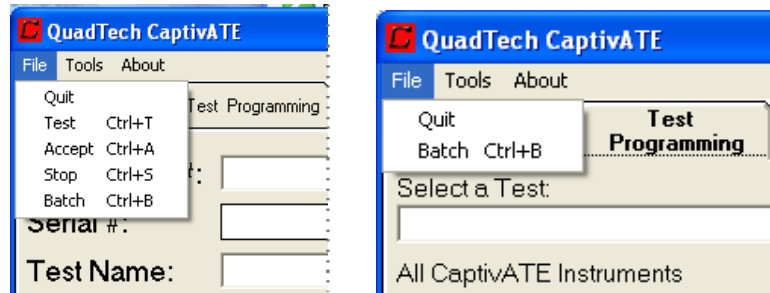 QuadTech CaptivATE
File Tools About
Quit
Test Ctrl+T
Accept Ctrl+A
Stop Ctrl+S
Batch Ctrl+B
Test Programming
#:
Serial #:
Test Name:
QuadTech CaptivATE
File Tools About
Quit
Batch Ctrl+B
Test
Programming
Select a Test:
All CaptivATE Instruments